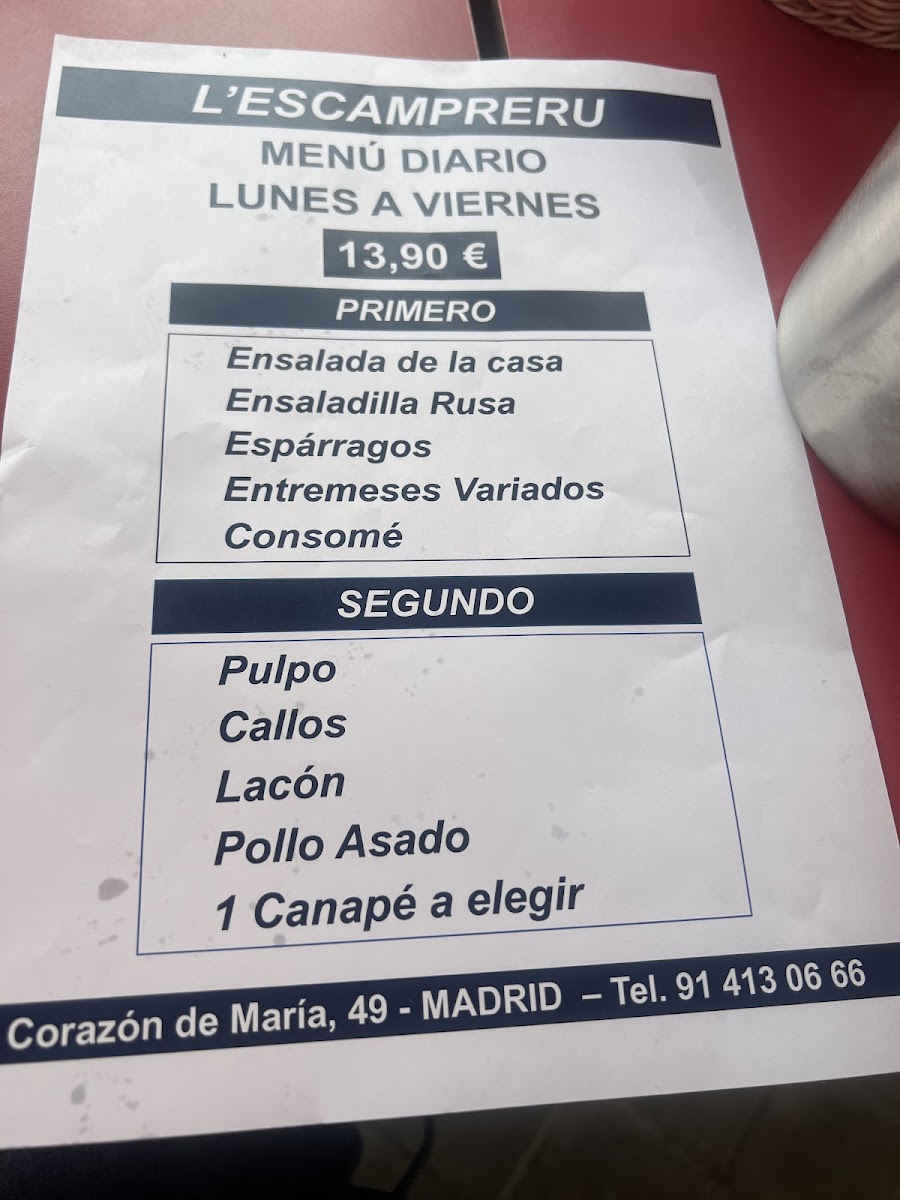 L'ESCAMPRERU
MENÚ DIARIO
LUNES A VIERNES
13,90 €
PRIMERO
Ensalada de la casa
Ensaladilla Rusa
Espárragos
Entremeses Variados
Consomé
SEGUNDO
Pulpo
Callos
Lacón
Pollo Asado
1 Canapé a elegir
Corazón de María, 49 - MADRID – Tel. 91 413 06 66